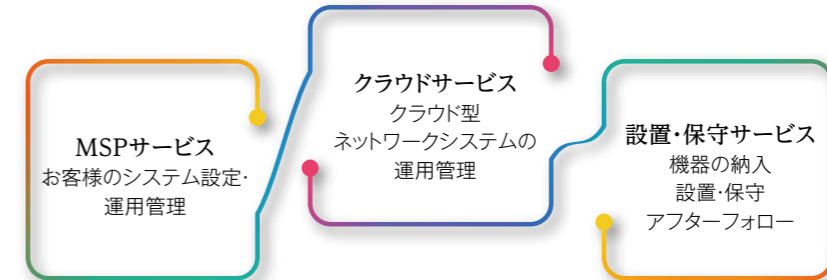 MSPサービス
お客様のシステム設定・
運用管理
クラウドサービス
クラウド型
ネットワークシステムの
運用管理
設置・保守サービス
機器の納入
設置・保守
アフターフォロー